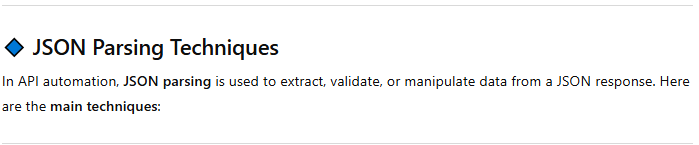 JSON Parsing Techniques
In API automation, JSON parsing is used to extract, validate, or manipulate data from a JSON response. Here
are the main techniques: